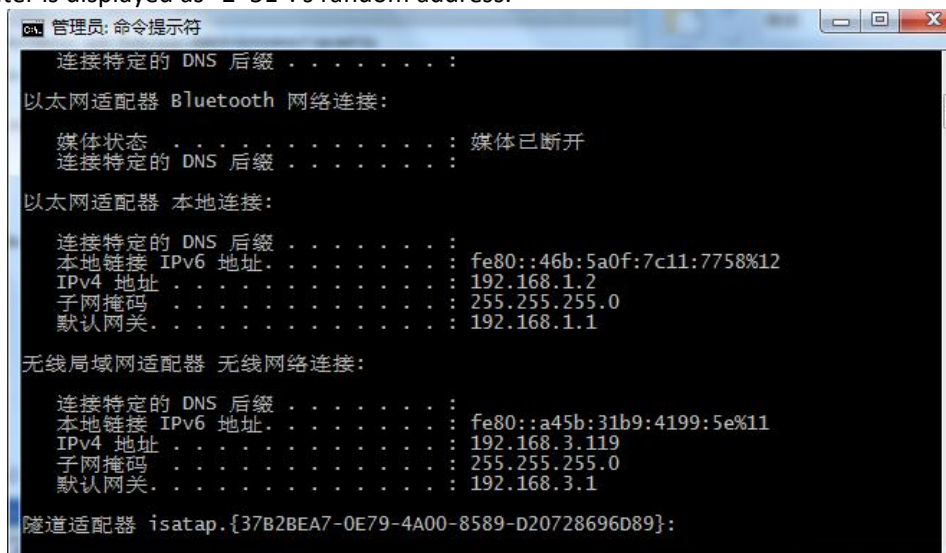 管理员: 命令提示符
连接特定的 DNS 后缀 . . . . . . . :
以太网适配器 Bluetooth 网络连接:
媒体状态 . . . . . . . . . . . . : 媒体已断开
连接特定的 DNS 后缀 . . . . . . . :
以太网适配器 本地连接:
连接特定的 DNS 后缀 . . . . . . . :
本地链接 IPv6 地址. . . . . . . . : fe80::46b:5a0f:7c11:7758%12
IPv4 地址 . . . . . . . . . . . . : 192.168.1.2
子网掩码 . . . . . . . . . . . . : 255.255.255.0
默认网关. . . . . . . . . . . . . : 192.168.1.1
无线局域网适配器 无线网络连接:
连接特定的 DNS 后缀 . . . . . . . :
本地链接 IPv6 地址. . . . . . . . : fe80::a45b:31b9:4199:5e%11
IPv4 地址 . . . . . . . . . . . . : 192.168.3.119
子网掩码 . . . . . . . . . . . . : 255.255.255.0
默认网关. . . . . . . . . . . . . : 192.168.3.1
隧道适配器 isatap.{37B2BEA7-0E79-4A00-8589-D20728696D89}: